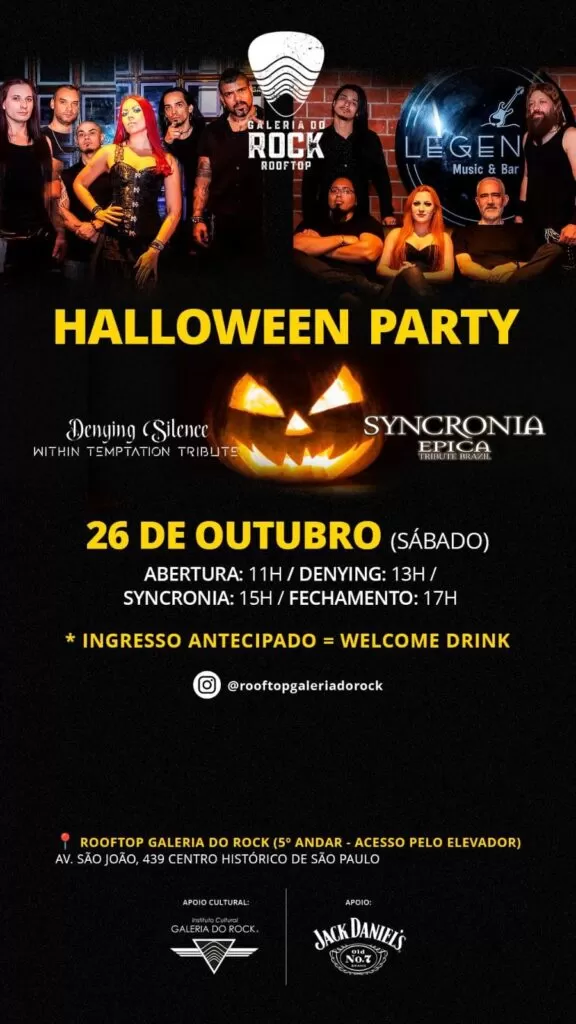 GALERIA DO
ROCK
ROOFTOP
LEGEN
Music & Bar
HALLOWEEN PARTY
Denying Silence
WITHIN TEMPTATION TRIBUTE
SYNCRONIA
EPICA
TRIBUTE BRAZIL
26 DE OUTUBRO (SÁBADO)
ABERTURA: 11H / DENYING: 13H /
SYNCRONIA: 15H / FECHAMENTO: 17H
* INGRESSO ANTECIPADO = WELCOME DRINK
@rooftopgaleriadorock
📍 ROOFTOP GALERIA DO ROCK (5º ANDAR - ACESSO PELO ELEVADOR)
AV. SÃO JOÃO, 439 CENTRO HISTÓRICO DE SÃO PAULO
APOIO CULTURAL:
Instituto Cultural
GALERIA DO ROCK.
APOIO:
JACK DANIEL'S
Old
No.7
BRAND